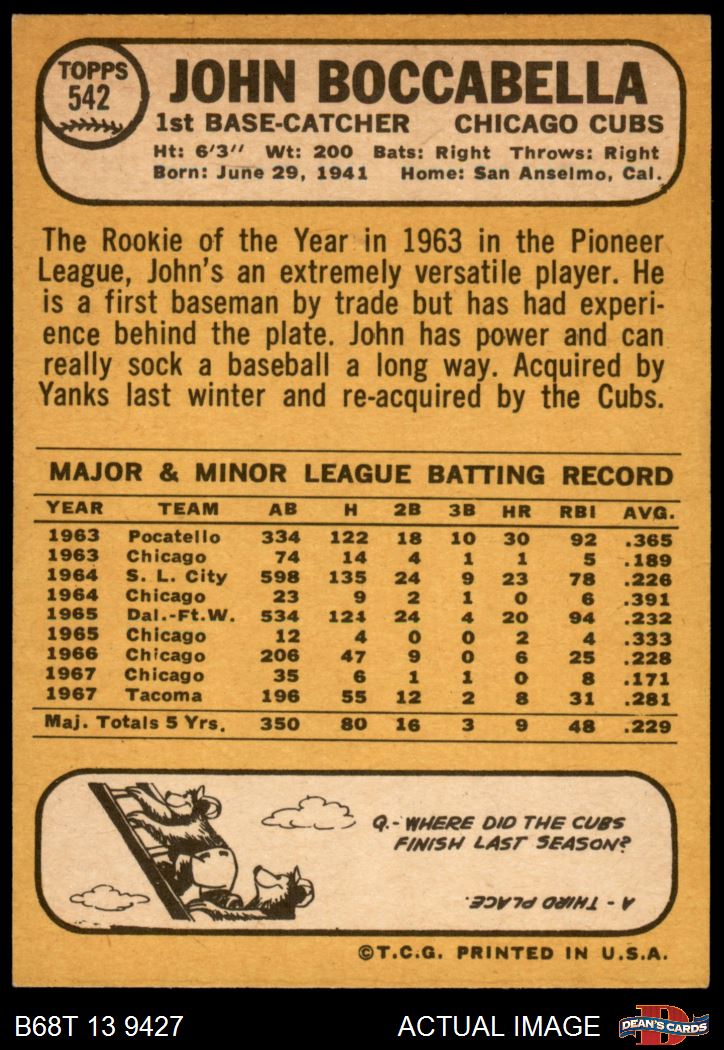 TOPPS
542
JOHN BOCCABELLA
1st BASE-CATCHER CHICAGO CUBS
Ht: 6'3" Wt: 200 Bats: Right Throws: Right
Born: June 29, 1941 Home: San Anselmo, Cal.
The Rookie of the Year in 1963 in the Pioneer
League, John's an extremely versatile player. He
is a first baseman by trade but has had experi-
ence behind the plate. John has power and can
really sock a baseball a long way. Acquired by
Yanks last winter and re-acquired by the Cubs.
MAJOR & MINOR LEAGUE BATTING RECORD
YEAR TEAM AB H 2B 3B HR RBI AVG.
1963 Pocatello 334 122 18 10 30 92 .365
1963 Chicago 74 14 4 1 1 5 .189
1964 S. L. City 598 135 24 9 23 78 .226
1964 Chicago 23 9 2 1 0 6 .391
1965 Dal.-Ft.W. 534 124 24 4 20 94 .232
1965 Chicago 12 4 0 0 2 4 .333
1966 Chicago 206 47 9 0 6 25 .228
1967 Chicago 35 6 1 1 0 8 .171
1967 Tacoma 196 55 12 2 8 31 .281
Maj. Totals 5 Yrs. 350 80 16 3 9 48 .229
Q.- WHERE DID THE CUBS
FINISH LAST SEASON?
A - THIRD PLACE.
©T.C.G. PRINTED IN U.S.A.
B68T 13 9427 ACTUAL IMAGE
D
DEAN'S CARDS